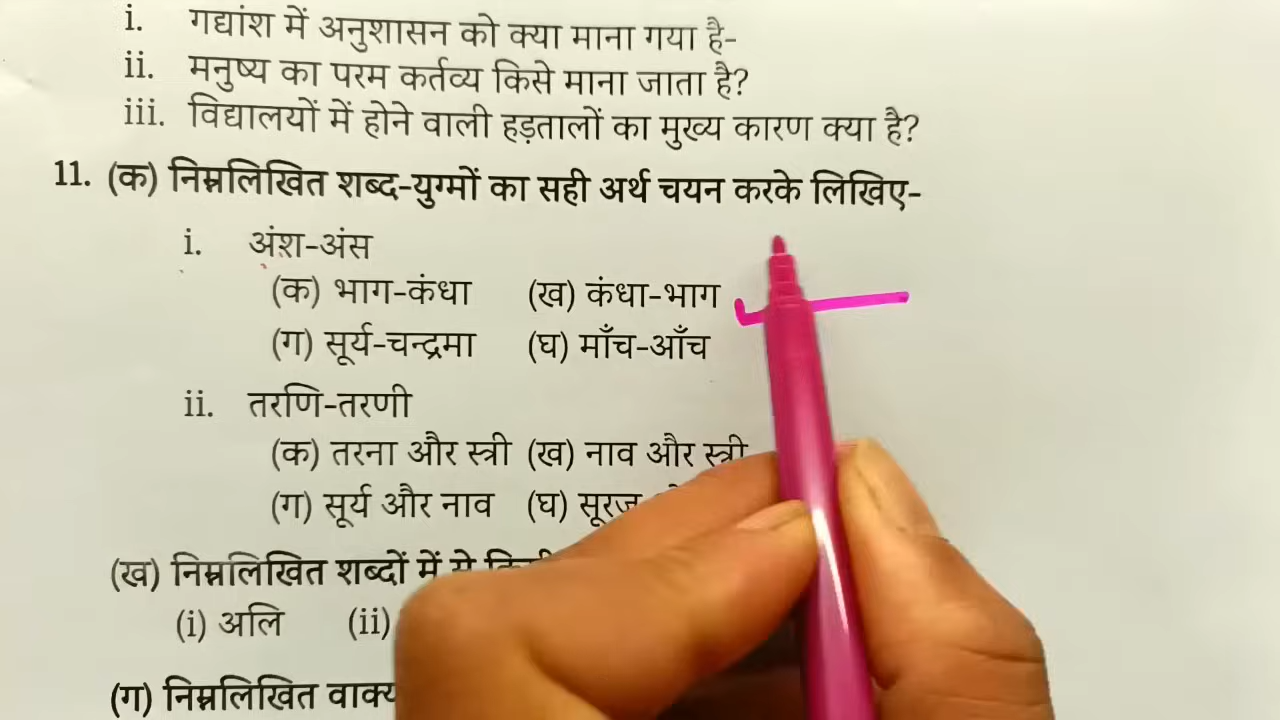 i. गद्यांश में अनुशासन को क्या माना गया है-
ii. मनुष्य का परम कर्तव्य किसे माना जाता है?
iii. विद्यालयों में होने वाली हड़तालों का मुख्य कारण क्या है?
11. (क) निम्नलिखित शब्द-युग्मों का सही अर्थ चयन करके लिखिए-
i. अंश-अंस
(क) भाग-कंधा (ख) कंधा-भाग
(ग) सूर्य-चन्द्रमा (घ) माँच-आँच
ii. तरणि-तरणी
(क) तरना और स्त्री (ख) नाव और स्त्री
(ग) सूर्य और नाव (घ) सूरज
(ख) निम्नलिखित शब्दों में से
(i) अलि (ii)
(ग) निम्नलिखित